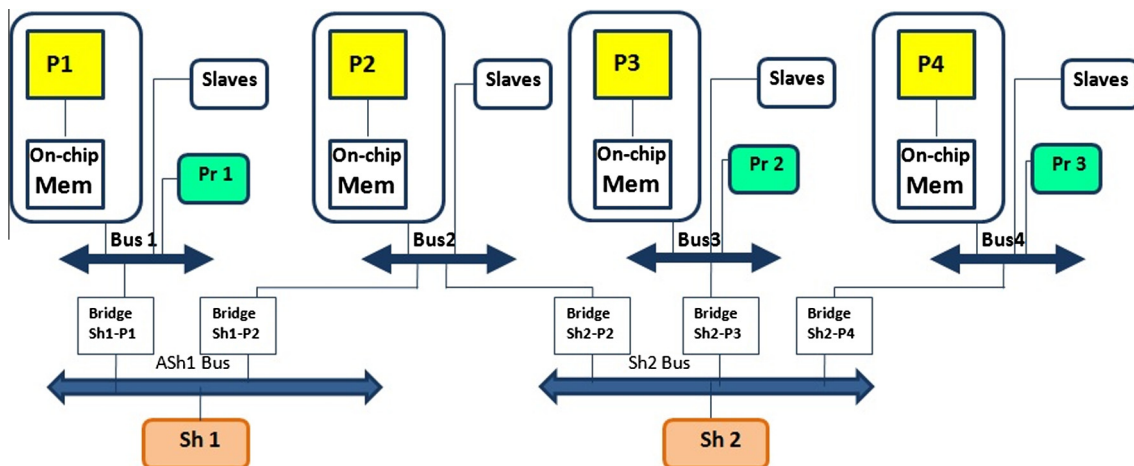 P1
Slaves
On-chip
Mem
Pr 1
Bus 1
P2
Slaves
On-chip
Mem
Bus2
P3
Slaves
On-chip
Mem
Pr 2
Bus3
P4
Slaves
On-chip
Mem
Pr 3
Bus4
Bridge
Sh1-P1
Bridge
Sh1-P2
Bridge
Sh2-P2
Bridge
Sh2-P3
Bridge
Sh2-P4
ASh1 Bus
Sh2 Bus
Sh 1
Sh 2